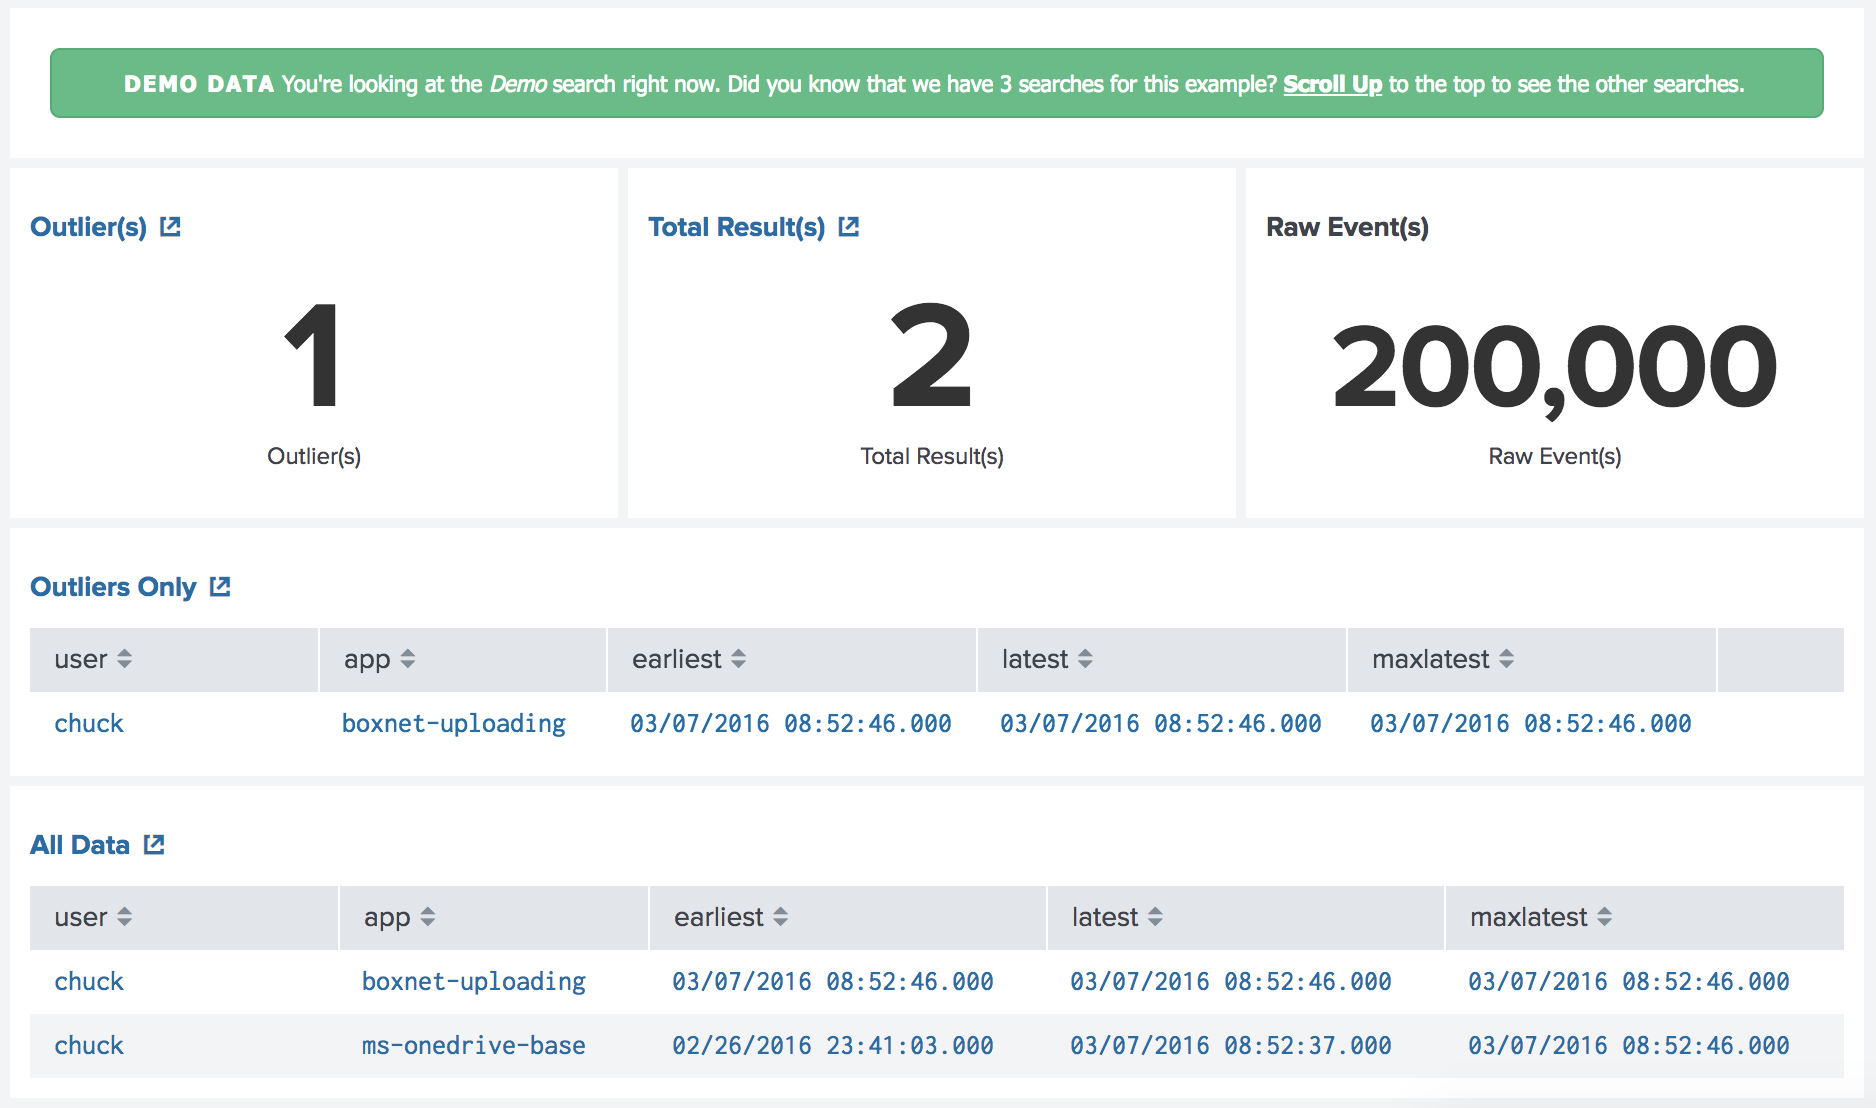 DEMO DATA You're looking at the Demo search right now. Did you know that we have 3 searches for this example? Scroll Up to the top to see the other searches.
Outlier(s)
1
Outlier(s)
Total Result(s)
2
Total Result(s)
Raw Event(s)
200,000
Raw Event(s)
Outliers Only
user app earliest latest maxlatest
chuck boxnet-uploading 03/07/2016 08:52:46.000 03/07/2016 08:52:46.000 03/07/2016 08:52:46.000
All Data
user app earliest latest maxlatest
chuck boxnet-uploading 03/07/2016 08:52:46.000 03/07/2016 08:52:46.000 03/07/2016 08:52:46.000
chuck ms-onedrive-base 02/26/2016 23:41:03.000 03/07/2016 08:52:37.000 03/07/2016 08:52:46.000